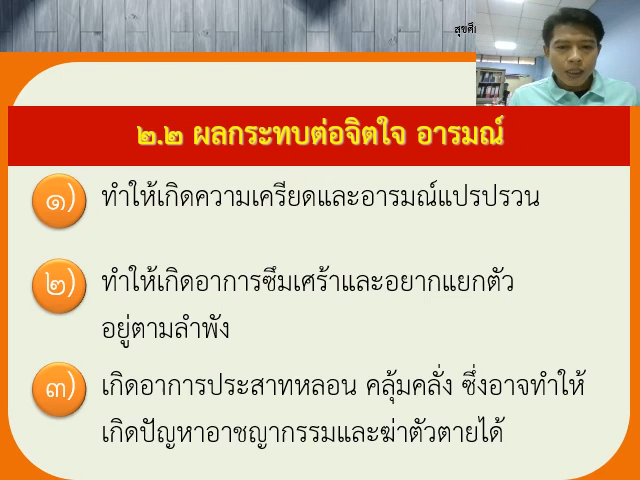 ๒.๒ ผลกระทบต่อจิตใจ อารมณ์
๑) ทำให้เกิดความเครียดและอารมณ์แปรปรวน
๒) ทำให้เกิดอาการซึมเศร้าและอยากแยกตัว
อยู่ตามลำพัง
๓) เกิดอาการประสาทหลอน คลุ้มคลั่ง ซึ่งอาจทำให้
เกิดปัญหาอาชญากรรมและฆ่าตัวตายได้